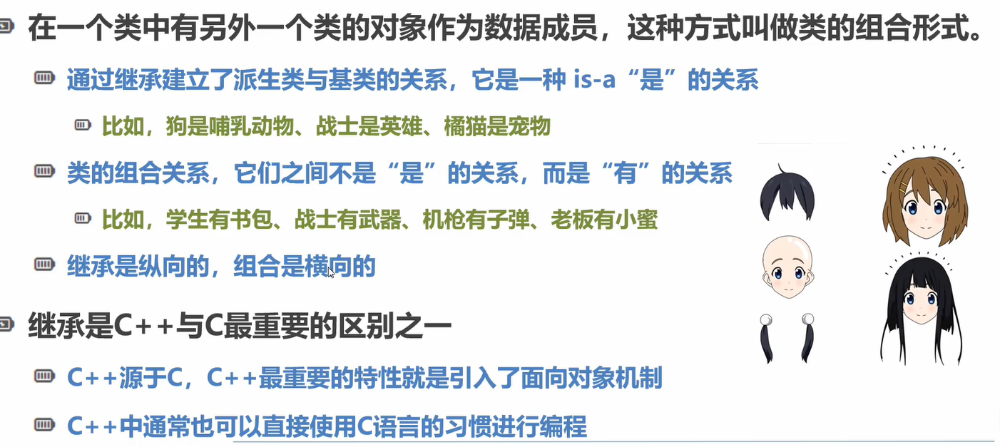 在一个类中有另外一个类的对象作为数据成员，这种方式叫做类的组合形式。
通过继承建立了派生类与基类的关系，它是一种 is-a“是”的关系
比如，狗是哺乳动物、战士是英雄、橘猫是宠物
类的组合关系，它们之间不是“是”的关系，而是“有”的关系
比如，学生有书包、战士有武器、机枪有子弹、老板有小蜜
继承是纵向的，组合是横向的
继承是C++与C最重要的区别之一
C++源于C，C++最重要的特性就是引入了面向对象机制
C++中通常也可以直接使用C语言的习惯进行编程